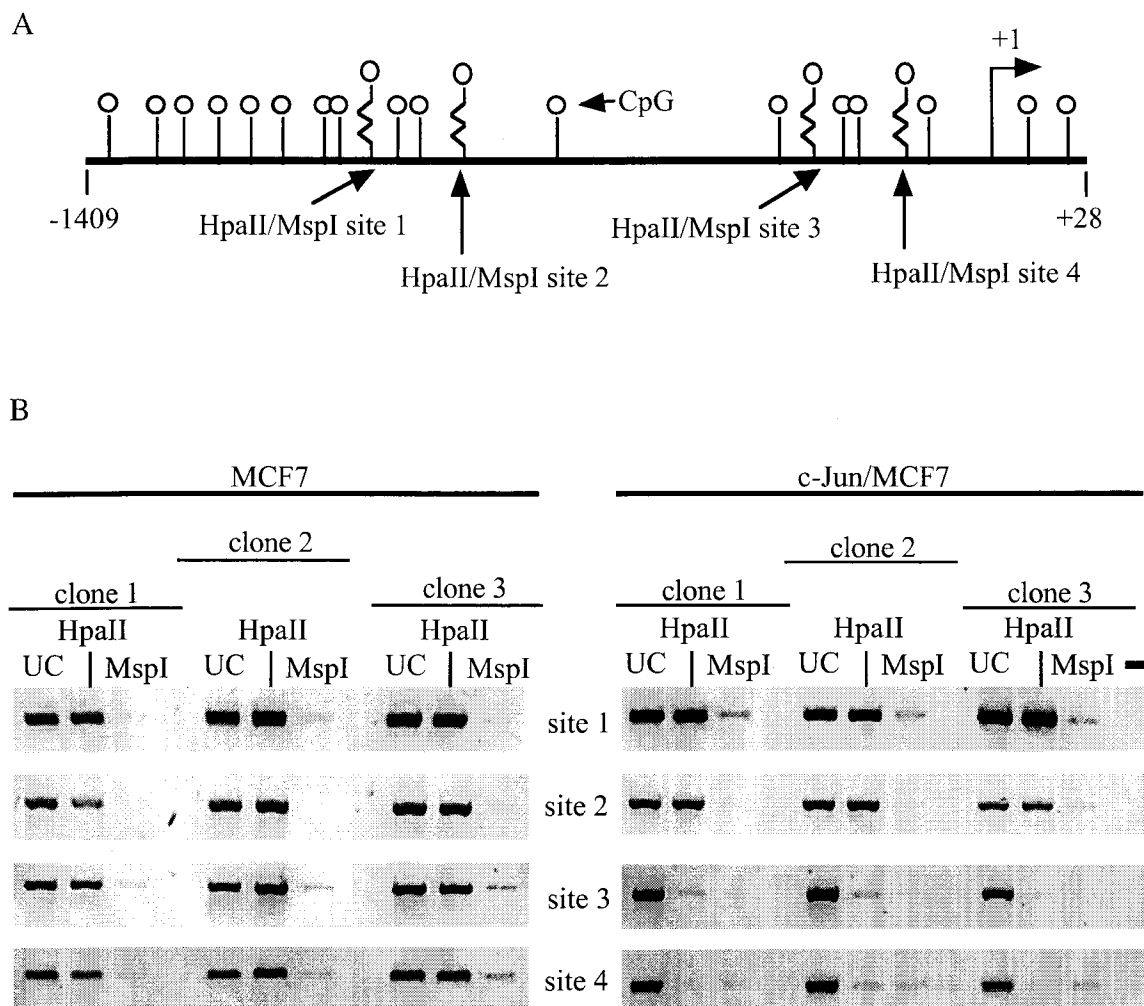 A
+1
CpG
-1409
HpaII/MspI site 1
HpaII/MspI site 3
+28
HpaII/MspI site 2
HpaII/MspI site 4
B
MCF7
c-Jun/MCF7
clone 2
clone 2
clone 1
clone 3
clone 1
clone 3
HpaII HpaII HpaII HpaII HpaII HpaII
UC MspI UC MspI UC MspI UC MspI UC MspI UC MspI
site 1
site 2
site 3
site 4